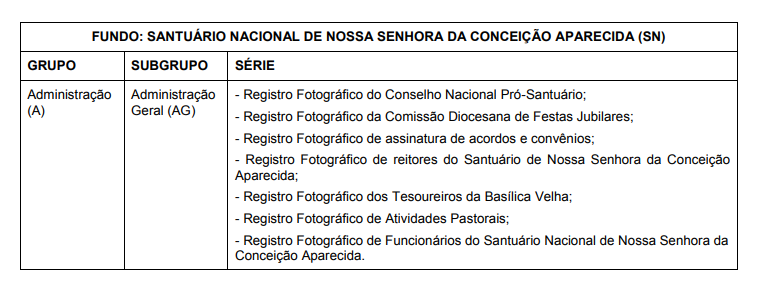 FUNDO: SANTUÁRIO NACIONAL DE NOSSA SENHORA DA CONCEIÇÃO APARECIDA (SN)
GRUPO SUBGRUPO SÉRIE
Administração (A)
Administração Geral (AG)
- Registro Fotográfico do Conselho Nacional Pró-Santuário;
- Registro Fotográfico da Comissão Diocesana de Festas Jubilares;
- Registro Fotográfico de assinatura de acordos e convênios;
- Registro Fotográfico de reitores do Santuário de Nossa Senhora da Conceição
Aparecida;
- Registro Fotográfico dos Tesoureiros da Basílica Velha;
- Registro Fotográfico de Atividades Pastorais;
- Registro Fotográfico de Funcionários do Santuário Nacional de Nossa Senhora da
Conceição Aparecida.